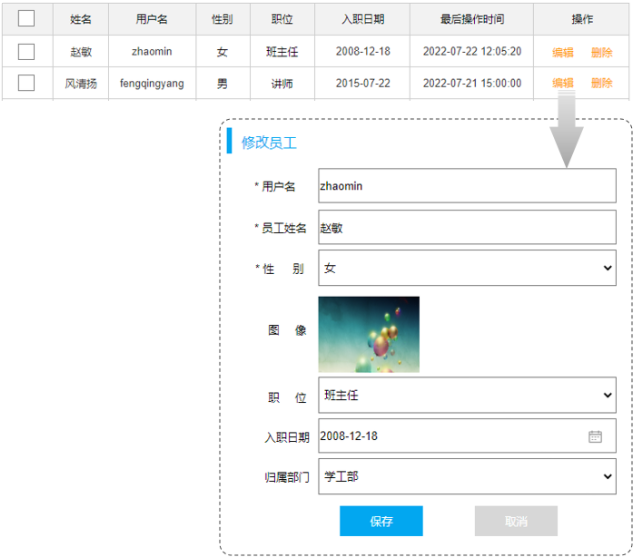 姓名 用户名 性别 职位 入职日期 最后操作时间 操作
赵敏 zhaomin 女 班主任 2008-12-18 2022-07-22 12:05:20 编辑 删除
风清扬 fengqingyang 男 讲师 2015-07-22 2022-07-21 15:00:00 编辑 删除
修改员工
* 用户名 zhaomin
* 员工姓名 赵敏
* 性 别 女
图 像
职 位 班主任
入职日期 2008-12-18
归属部门 学工部
保存 取消